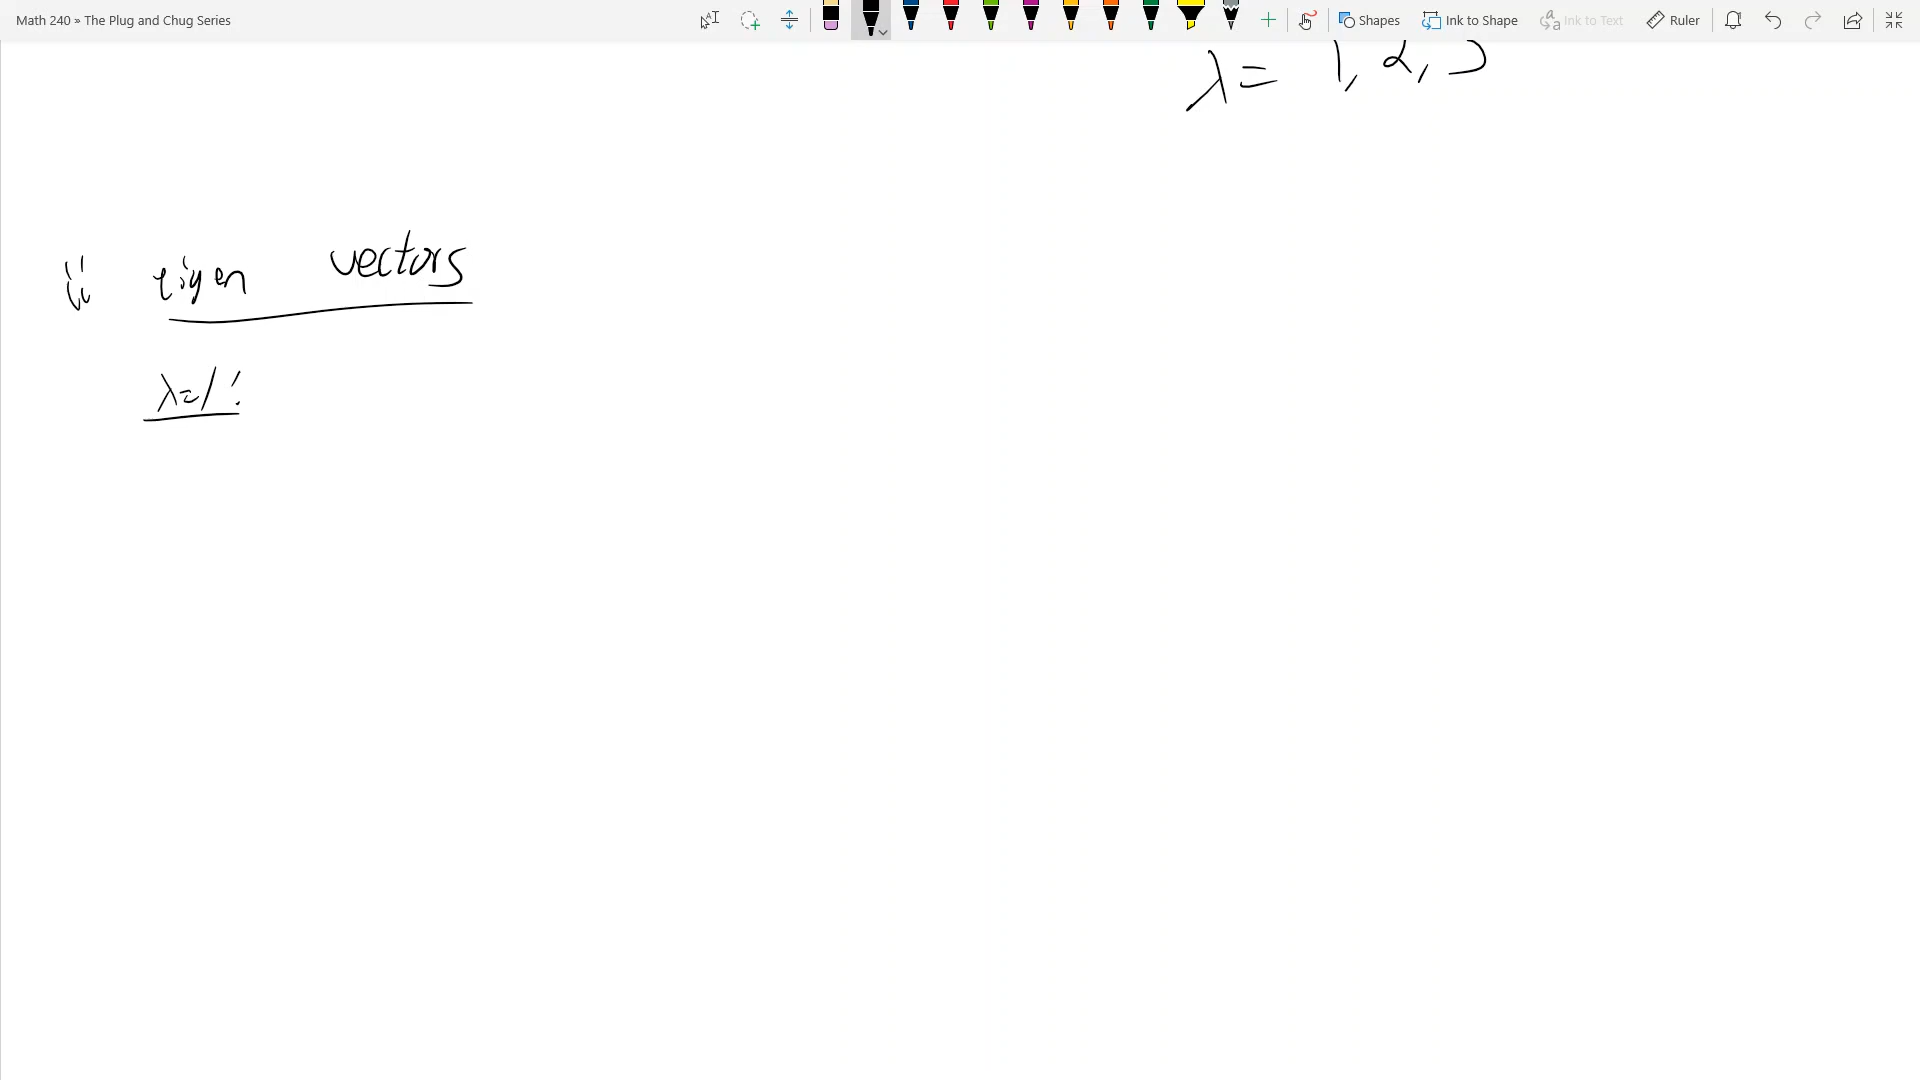 Math 240 » The Plug and Chug Series
Shapes
Ink to Shape
Ink to Text
Ruler
λ= 1, 2, 3
ii eigen vectors
λ=1: